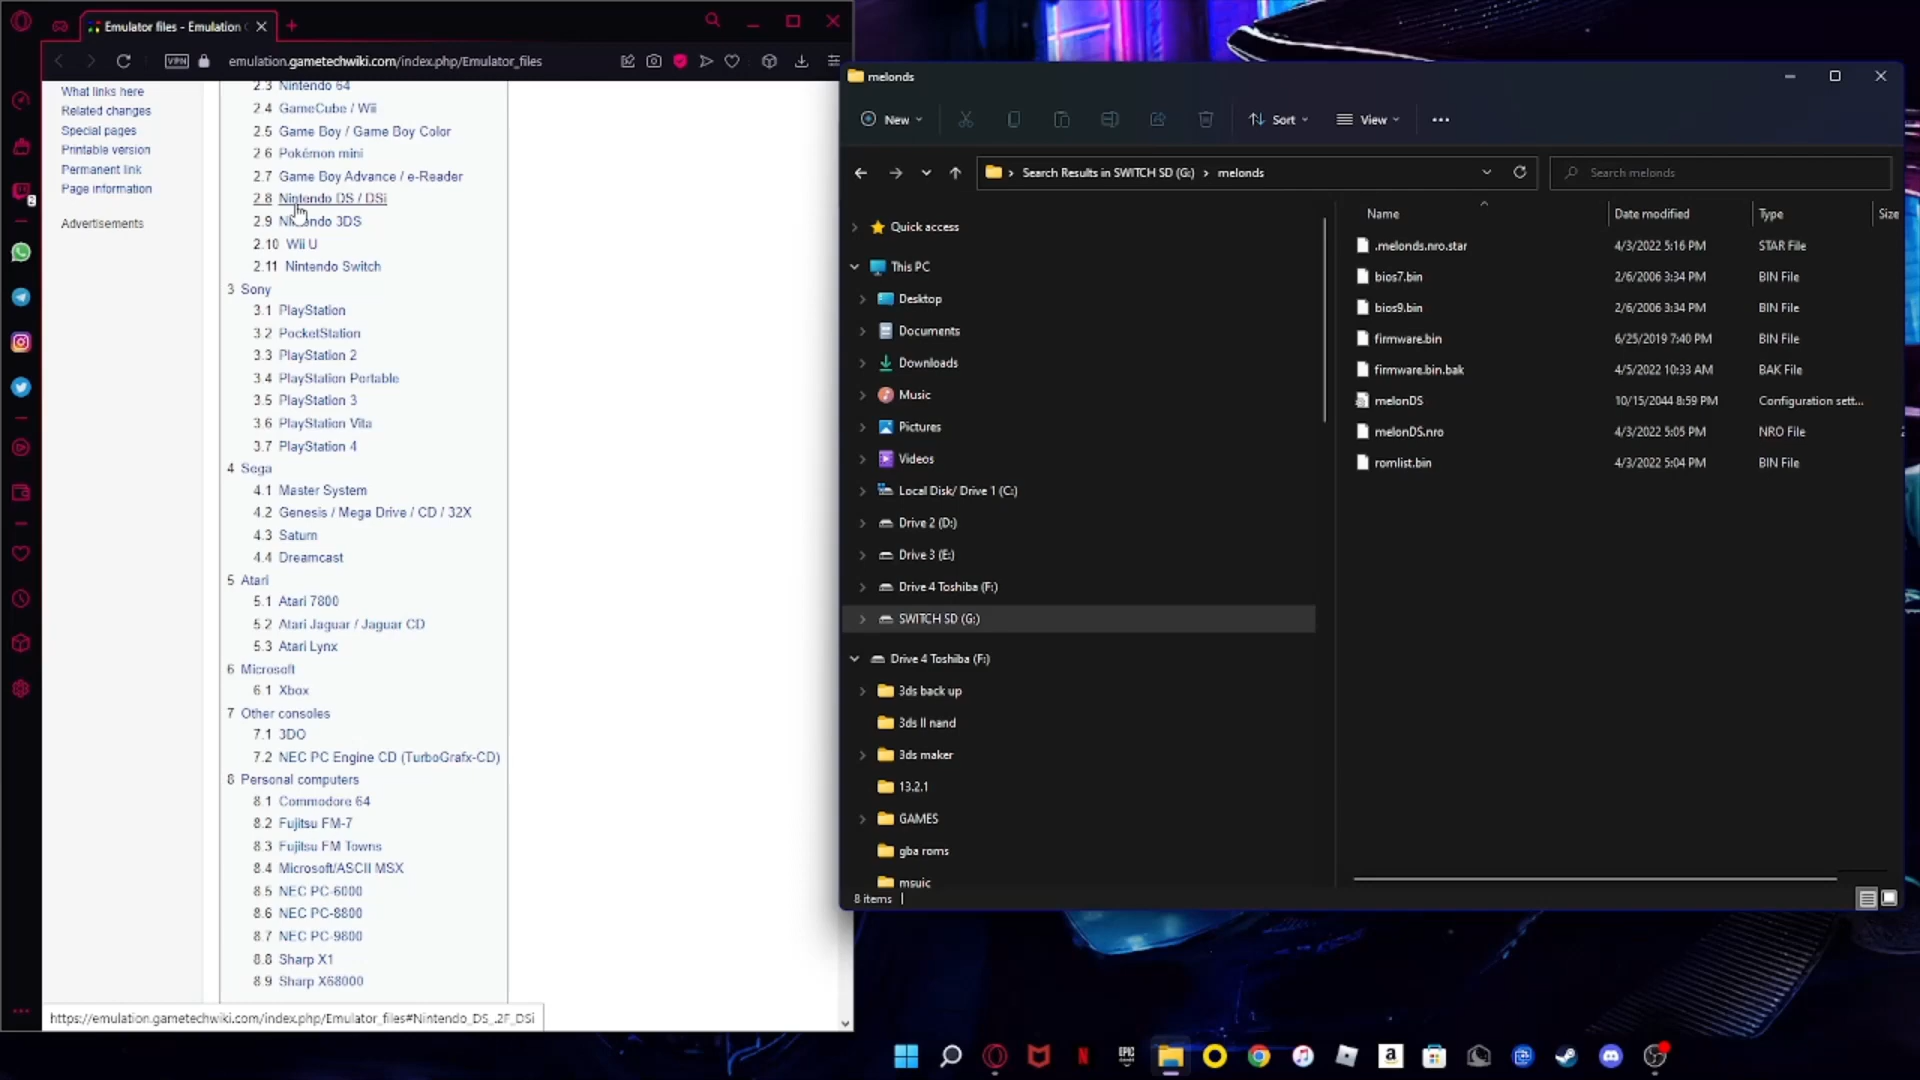 Emulator files - Emulation
emulation.gametechwiki.com/index.php/Emulator_files
VPN
2
What links here
Related changes
Special pages
Printable version
Permanent link
Page information
Advertisements
2.3 Nintendo 64
2.4 GameCube / Wii
2.5 Game Boy / Game Boy Color
2.6 Pokémon mini
2.7 Game Boy Advance / e-Reader
2.8 Nintendo DS / DSi
2.9 Nintendo 3DS
2.10 Wii U
2.11 Nintendo Switch
3 Sony
3.1 PlayStation
3.2 PocketStation
3.3 PlayStation 2
3.4 PlayStation Portable
3.5 PlayStation 3
3.6 PlayStation Vita
3.7 PlayStation 4
4 Sega
4.1 Master System
4.2 Genesis / Mega Drive / CD / 32X
4.3 Saturn
4.4 Dreamcast
5 Atari
5.1 Atari 7800
5.2 Atari Jaguar / Jaguar CD
5.3 Atari Lynx
6 Microsoft
6.1 Xbox
7 Other consoles
7.1 3DO
7.2 NEC PC Engine CD (TurboGrafx-CD)
8 Personal computers
8.1 Commodore 64
8.2 Fujitsu FM-7
8.3 Fujitsu FM Towns
8.4 Microsoft/ASCII MSX
8.5 NEC PC-6000
8.6 NEC PC-8800
8.7 NEC PC-9800
8.8 Sharp X1
8.9 Sharp X68000
https://emulation.gametechwiki.com/index.php/Emulator_files#Nintendo_DS_.2F_DSi
melonds
New
Sort
View
Search Results in SWITCH SD (G:) › melonds
Search melonds
Quick access
This PC
Desktop
Documents
Downloads
Music
Pictures
Videos
Local Disk/ Drive 1 (C:)
Drive 2 (D:)
Drive 3 (E:)
Drive 4 Toshiba (F:)
SWITCH SD (G:)
Drive 4 Toshiba (F:)
3ds back up
3ds ll nand
3ds maker
13.2.1
GAMES
gba roms
msuic
Name Date modified Type Size
.melonds.nro.star 4/3/2022 5:16 PM STAR File
bios7.bin 2/6/2006 3:34 PM BIN File
bios9.bin 2/6/2006 3:34 PM BIN File
firmware.bin 6/25/2019 7:40 PM BIN File
firmware.bin.bak 4/5/2022 10:33 AM BAK File
melonDS 10/15/2044 8:59 PM Configuration sett...
melonDS.nro 4/3/2022 5:05 PM NRO File
romlist.bin 4/3/2022 5:04 PM BIN File
8 items
EPIC